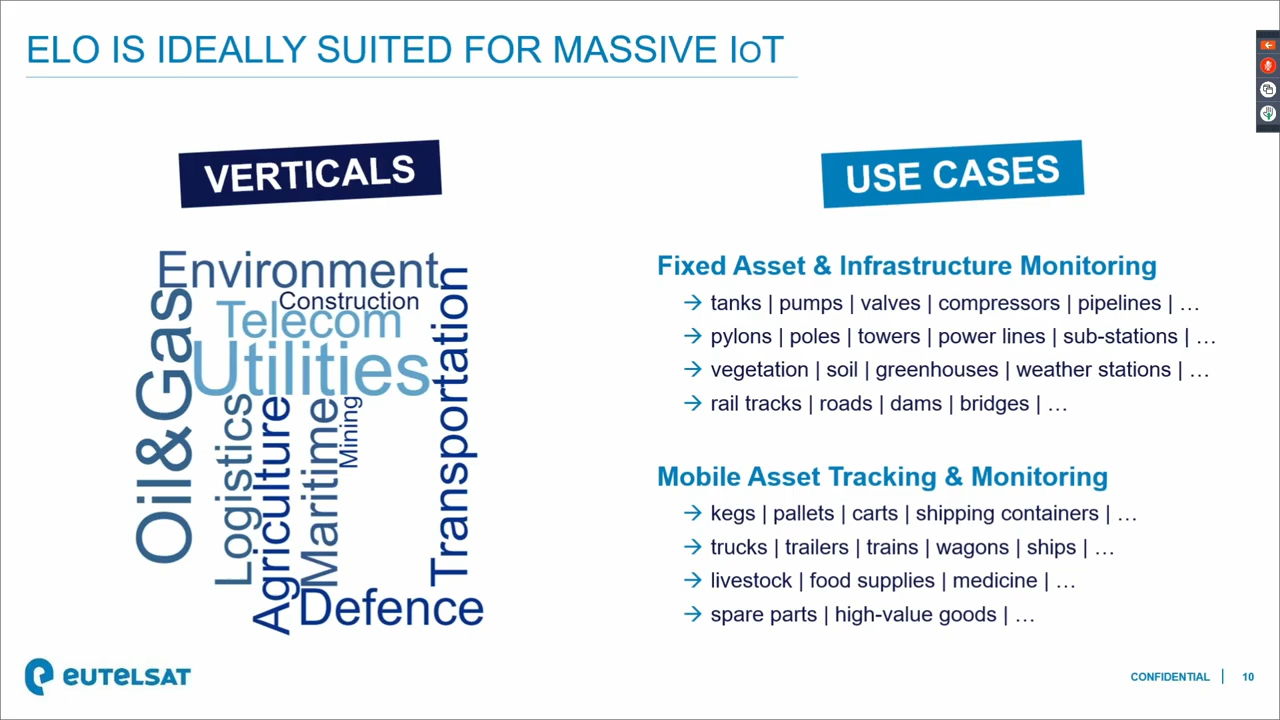 ELO IS IDEALLY SUITED FOR MASSIVE IoT
VERTICALS
Environment
Construction
Telecom
Utilities
Oil&Gas
Logistics
Agriculture
Maritime
Mining
Transportation
Defence
USE CASES
Fixed Asset & Infrastructure Monitoring
→ tanks | pumps | valves | compressors | pipelines | …
→ pylons | poles | towers | power lines | sub-stations | …
→ vegetation | soil | greenhouses | weather stations | …
→ rail tracks | roads | dams | bridges | …
Mobile Asset Tracking & Monitoring
→ kegs | pallets | carts | shipping containers | …
→ trucks | trailers | trains | wagons | ships | …
→ livestock | food supplies | medicine | …
→ spare parts | high-value goods | …
eutelsat
CONFIDENTIAL | 10